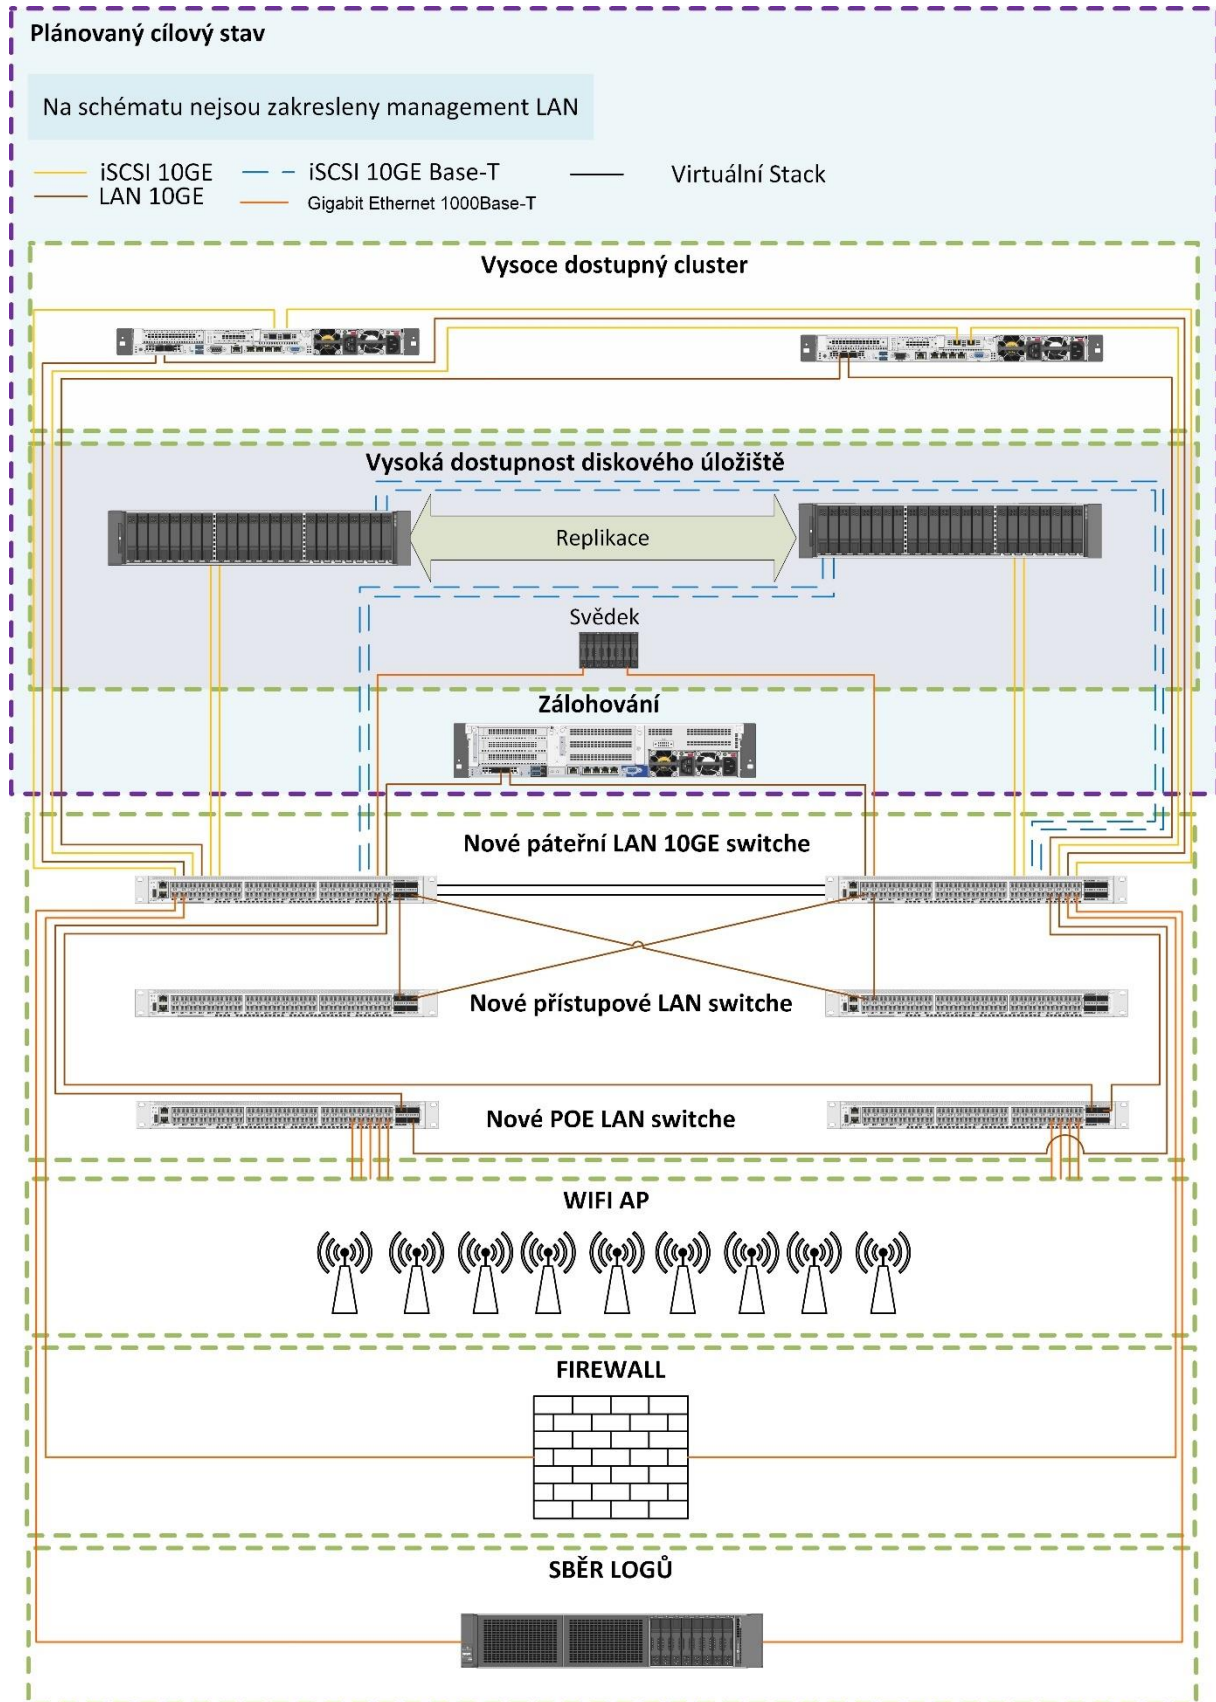 Plánovaný cílový stav
Na schématu nejsou zakresleny management LAN
iSCSI 10GE
iSCSI 10GE Base-T
Virtuální Stack
LAN 10GE
Gigabit Ethernet 1000Base-T
Vysoce dostupný cluster
Vysoká dostupnost diskového úložiště
Replikace
Svědek
Zálohování
Nové páteřní LAN 10GE switche
Nové přístupové LAN switche
Nové POE LAN switche
WIFI AP
FIREWALL
SBĚR LOGŮ